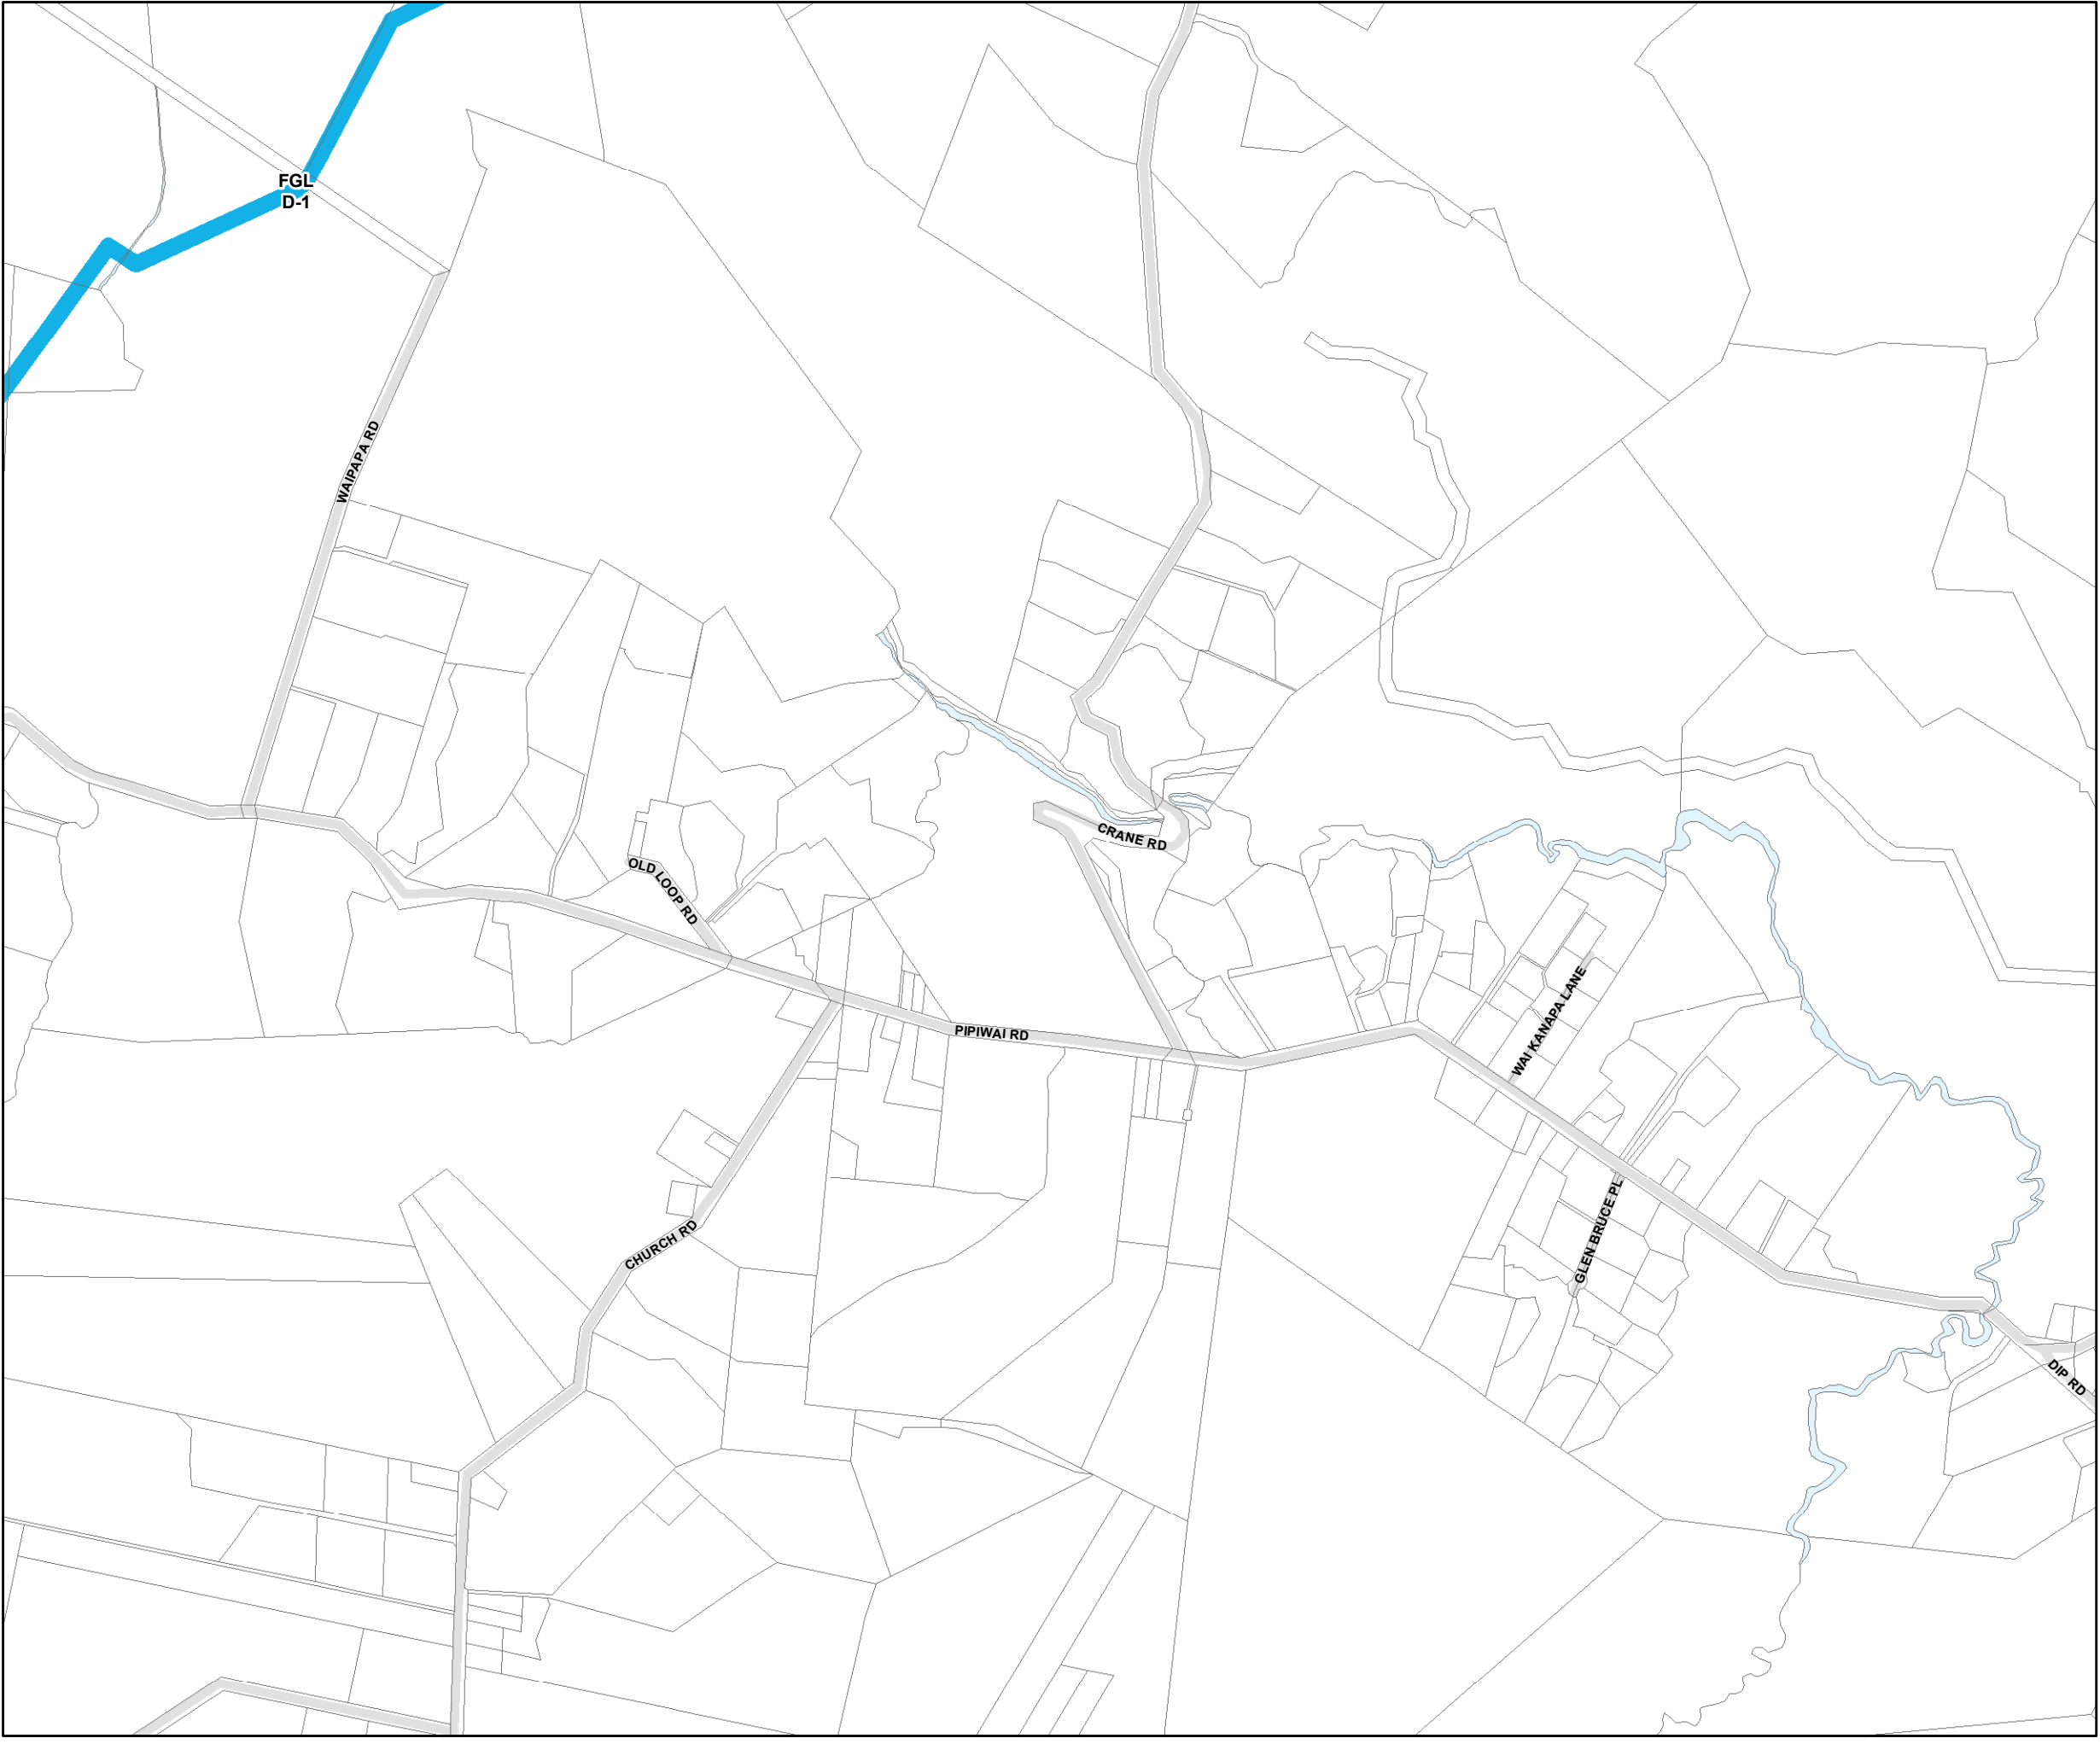 FGL
D-1
WAIPAPA RD
CRANE RD
OLD LOOP RD
WAI KANAPA LANE
PIPIWAI RD
GLEN BRUCE PL
CHURCH RD
DIP RD